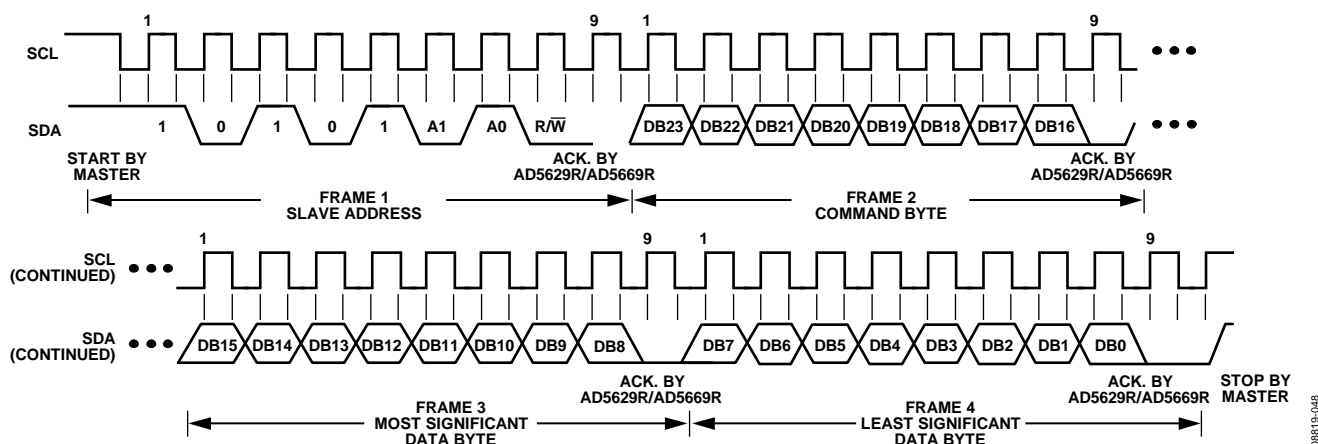 1 9 1 9
SCL
SDA
1 0 1 0 1 A1 A0 R/W̅ DB23 DB22 DB21 DB20 DB19 DB18 DB17 DB16
START BY
MASTER
ACK. BY
AD5629R/AD5669R
ACK. BY
AD5629R/AD5669R
FRAME 1
SLAVE ADDRESS
FRAME 2
COMMAND BYTE
1 9 1 9
SCL
(CONTINUED)
SDA
(CONTINUED)
DB15 DB14 DB13 DB12 DB11 DB10 DB9 DB8 DB7 DB6 DB5 DB4 DB3 DB2 DB1 DB0
ACK. BY
AD5629R/AD5669R
ACK. BY
AD5629R/AD5669R
STOP BY
MASTER
FRAME 3
MOST SIGNIFICANT
DATA BYTE
FRAME 4
LEAST SIGNIFICANT
DATA BYTE
08819-048